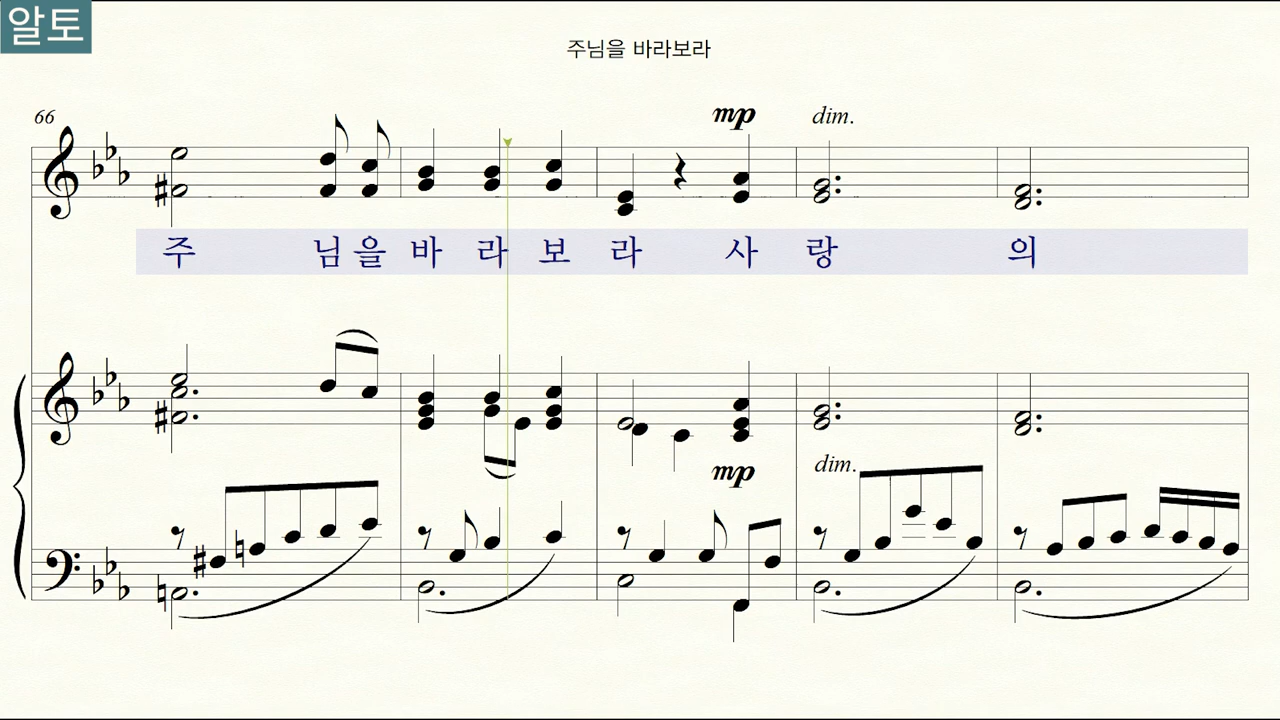 알토
주님을 바라보라
66
mp dim.
주 님 을 바 라 보 라 사 랑 의
mp dim.